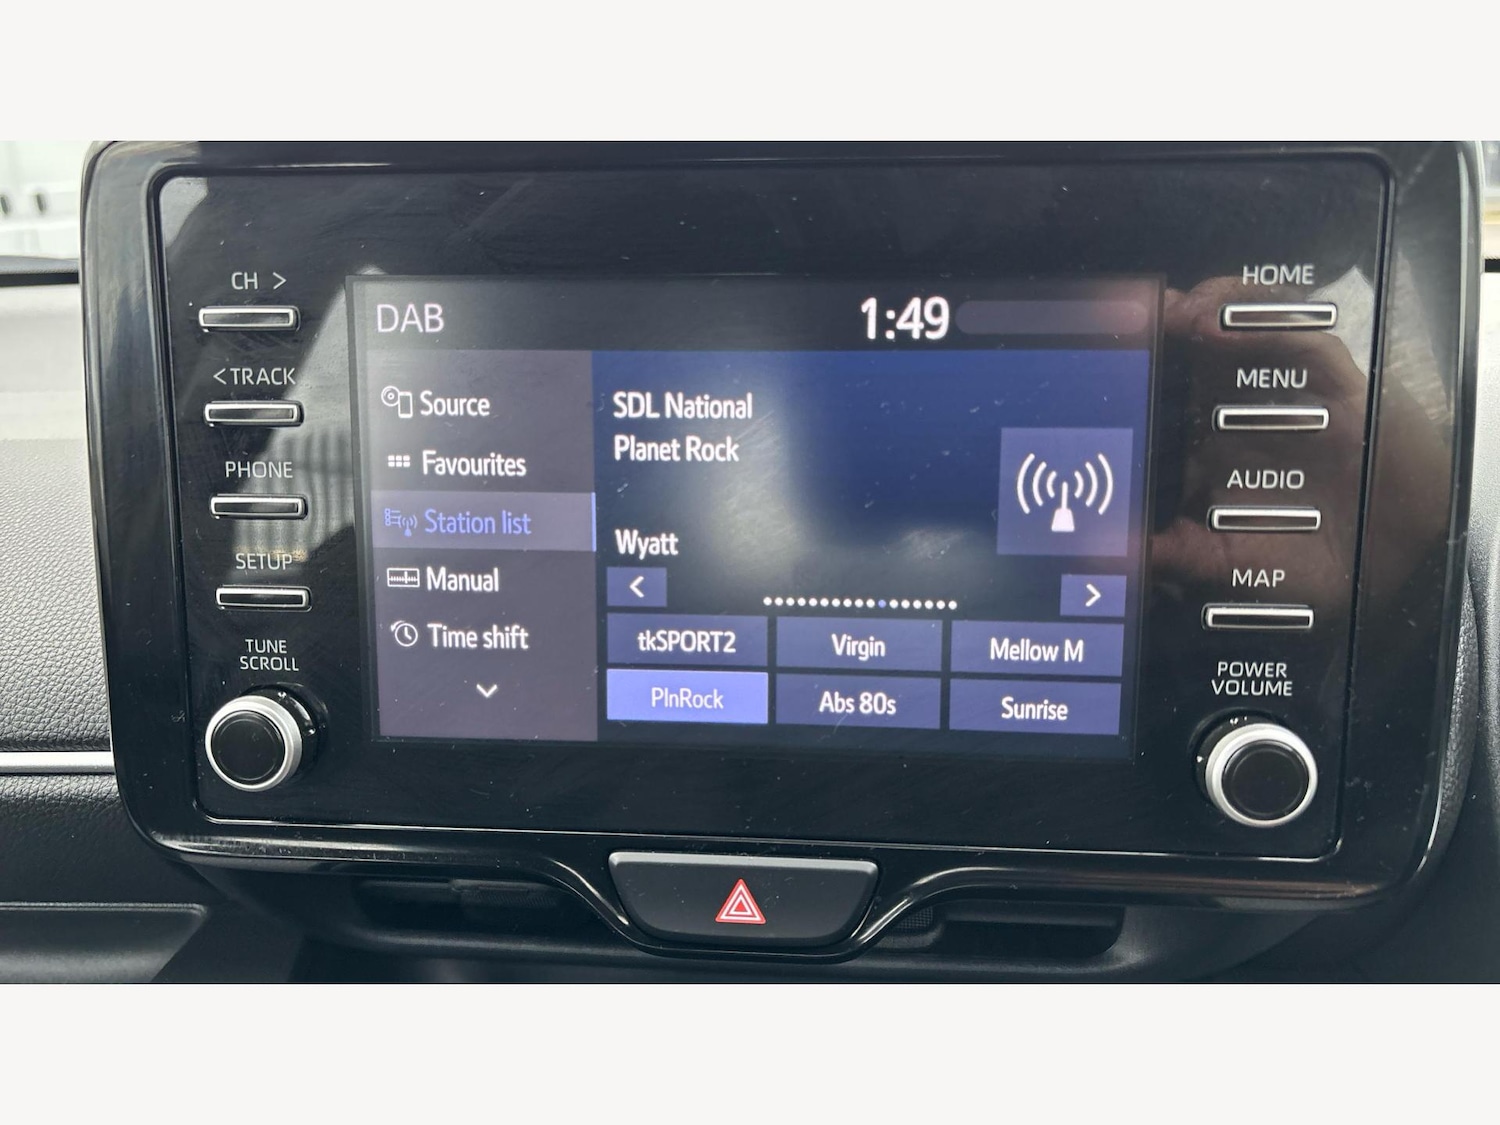 CH >
< TRACK
PHONE
SETUP
TUNE
SCROLL
DAB
1:49
Source
Favourites
Station list
Manual
Time shift
SDL National
Planet Rock
Wyatt
<
>
tkSPORT2
Virgin
Mellow M
PlnRock
Abs 80s
Sunrise
HOME
MENU
AUDIO
MAP
POWER
VOLUME